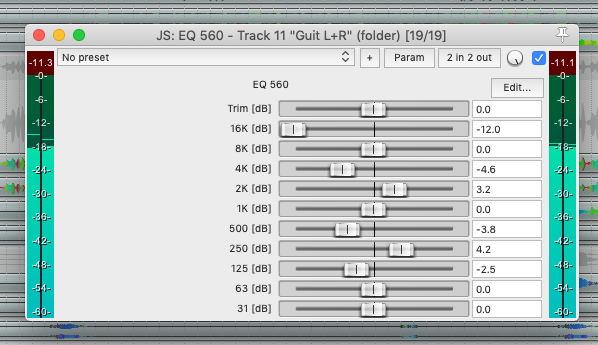 JS: EQ 560 - Track 11 "Guit L+R" (folder) [19/19]
-11.3 No preset + Param 2 in 2 out -11.1
-0- EQ 560 Edit... -0-
-6- Trim [dB] 0.0 -6-
-12- 16K [dB] -12.0 -12-
-18- 8K [dB] 0.0 -18-
-24- 4K [dB] -4.6 -24-
-30- 2K [dB] 3.2 -30-
-36- 1K [dB] 0.0 -36-
-42- 500 [dB] -3.8 -42-
-48- 250 [dB] 4.2 -48-
-54- 125 [dB] -2.5 -54-
-60- 63 [dB] 0.0 -60-
31 [dB] 0.0